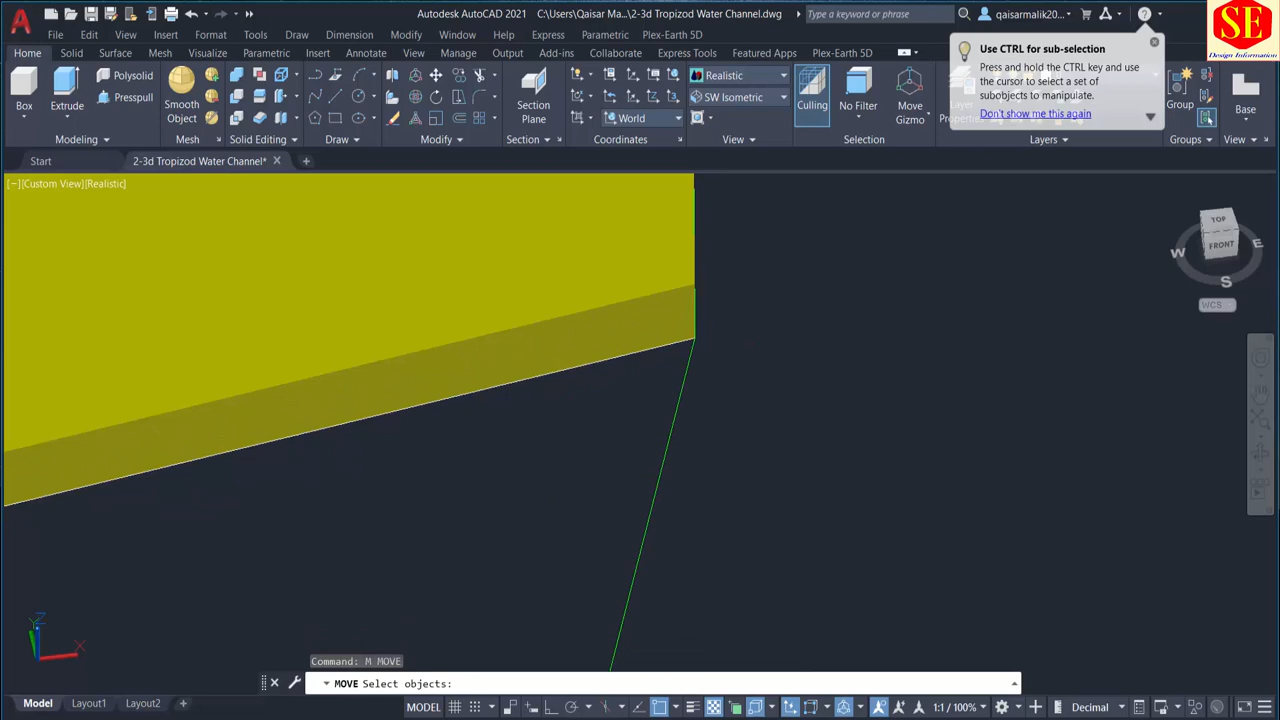 Autodesk AutoCAD 2021 C:\Users\Qaisar Ma...\2-3d Tropizod Water Channel.dwg
Type a keyword or phrase
qaisarmalik20...
SE
Design Information
File Edit View Insert Format Tools Draw Dimension Modify Window Help Express Parametric Plex-Earth 5D
Home Solid Surface Mesh Visualize Parametric Insert Annotate View Manage Output Add-ins Collaborate Express Tools Featured Apps Plex-Earth 5D
Use CTRL for sub-selection
Press and hold the CTRL key and use
the cursor to select a set of
subobjects to manipulate.
Don't show me this again
Box
Extrude
Polysolid
Presspull
Smooth
Object
Section
Plane
World
Realistic
SW Isometric
Culling
No Filter
Move
Gizmo
Layer
Properties
Group
Base
Modeling Mesh Solid Editing Draw Modify Section Coordinates View Selection Layers Groups View
Start
2-3d Tropizod Water Channel*
[−][Custom View][Realistic]
TOP
FRONT
W
E
S
WCS
Z
Y
X
Command: M MOVE
MOVE Select objects:
Model Layout1 Layout2
MODEL
1:1 / 100%
Decimal